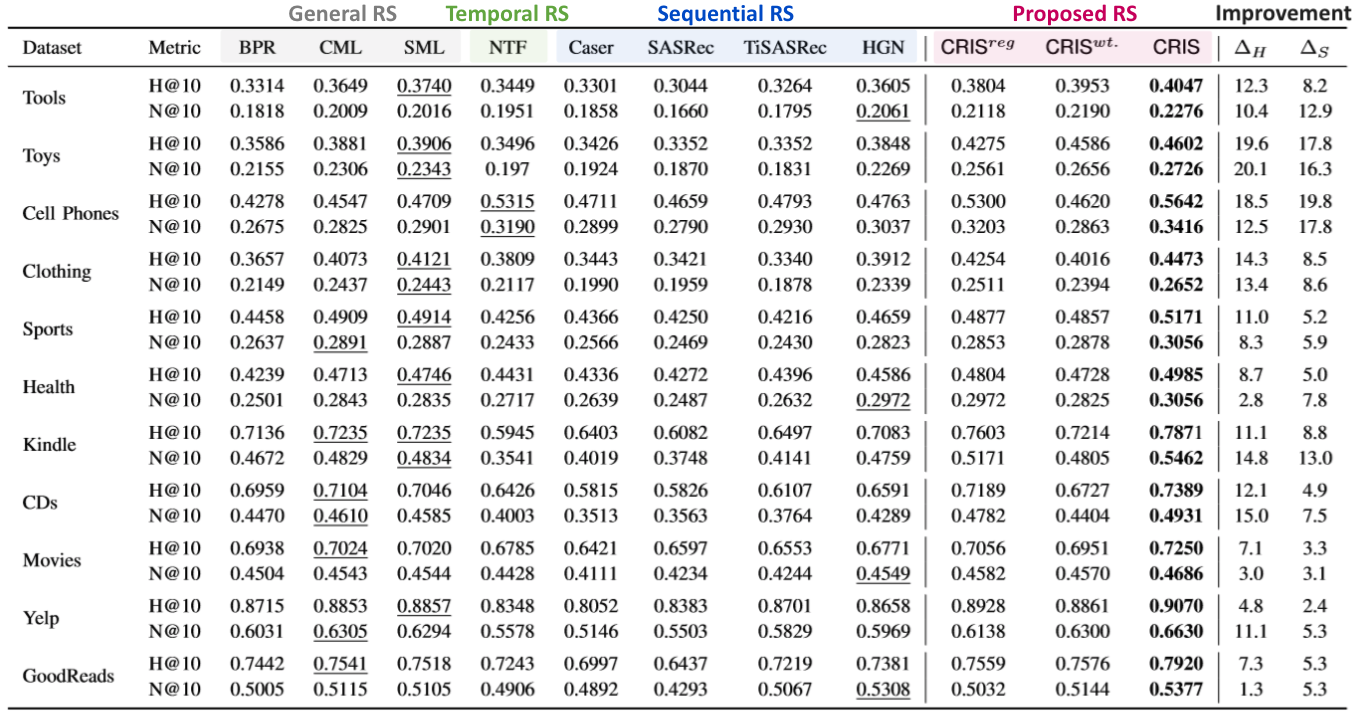 General RS Temporal RS Sequential RS Proposed RS Improvement
Dataset Metric BPR CML SML NTF Caser SASRec TiSASRec HGN CRIS^reg CRIS^wt. CRIS Δ_H Δ_S
Tools H@10 0.3314 0.3649 0.3740 0.3449 0.3301 0.3044 0.3264 0.3605 0.3804 0.3953 0.4047 12.3 8.2
N@10 0.1818 0.2009 0.2016 0.1951 0.1858 0.1660 0.1795 0.2061 0.2118 0.2190 0.2276 10.4 12.9
Toys H@10 0.3586 0.3881 0.3906 0.3496 0.3426 0.3352 0.3352 0.3848 0.4275 0.4586 0.4602 19.6 17.8
N@10 0.2155 0.2306 0.2343 0.197 0.1924 0.1870 0.1831 0.2269 0.2561 0.2656 0.2726 20.1 16.3
Cell Phones H@10 0.4278 0.4547 0.4709 0.5315 0.4711 0.4659 0.4793 0.4763 0.5300 0.4620 0.5642 18.5 19.8
N@10 0.2675 0.2825 0.2901 0.3190 0.2899 0.2790 0.2930 0.3037 0.3203 0.2863 0.3416 12.5 17.8
Clothing H@10 0.3657 0.4073 0.4121 0.3809 0.3443 0.3421 0.3340 0.3912 0.4254 0.4016 0.4473 14.3 8.5
N@10 0.2149 0.2437 0.2443 0.2117 0.1990 0.1959 0.1878 0.2339 0.2511 0.2394 0.2652 13.4 8.6
Sports H@10 0.4458 0.4909 0.4914 0.4256 0.4366 0.4250 0.4216 0.4659 0.4877 0.4857 0.5171 11.0 5.2
N@10 0.2637 0.2891 0.2887 0.2433 0.2566 0.2469 0.2430 0.2823 0.2853 0.2878 0.3056 8.3 5.9
Health H@10 0.4239 0.4713 0.4746 0.4431 0.4336 0.4272 0.4396 0.4586 0.4804 0.4728 0.4985 8.7 5.0
N@10 0.2501 0.2843 0.2835 0.2717 0.2639 0.2487 0.2632 0.2972 0.2972 0.2825 0.3056 2.8 7.8
Kindle H@10 0.7136 0.7235 0.7235 0.5945 0.6403 0.6082 0.6497 0.7083 0.7603 0.7214 0.7871 11.1 8.8
N@10 0.4672 0.4829 0.4834 0.3541 0.4019 0.3748 0.4141 0.4759 0.5171 0.4805 0.5462 14.8 13.0
CDs H@10 0.6959 0.7104 0.7046 0.6426 0.5815 0.5826 0.6107 0.6591 0.7189 0.6727 0.7389 12.1 4.9
N@10 0.4470 0.4610 0.4585 0.4003 0.3513 0.3563 0.3764 0.4289 0.4782 0.4404 0.4931 15.0 7.5
Movies H@10 0.6938 0.7024 0.7020 0.6785 0.6421 0.6597 0.6553 0.6771 0.7056 0.6951 0.7250 7.1 3.3
N@10 0.4504 0.4543 0.4544 0.4428 0.4111 0.4234 0.4244 0.4549 0.4582 0.4570 0.4686 3.0 3.1
Yelp H@10 0.8715 0.8853 0.8857 0.8348 0.8052 0.8383 0.8701 0.8658 0.8928 0.8861 0.9070 4.8 2.4
N@10 0.6031 0.6305 0.6294 0.5578 0.5146 0.5503 0.5829 0.5969 0.6138 0.6300 0.6630 11.1 5.3
GoodReads H@10 0.7442 0.7541 0.7518 0.7243 0.6997 0.6437 0.7219 0.7381 0.7559 0.7576 0.7920 7.3 5.3
N@10 0.5005 0.5115 0.5105 0.4906 0.4892 0.4293 0.5067 0.5308 0.5032 0.5144 0.5377 1.3 5.3